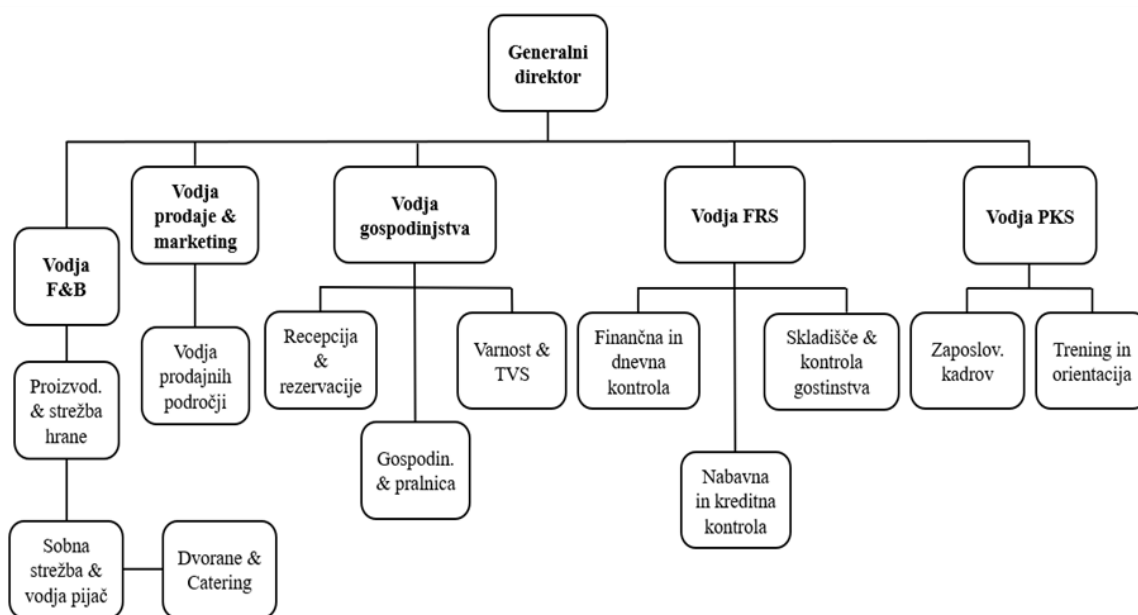 Generalni
direktor
Vodja
F&B
Vodja
prodaje &
marketing
Vodja
gospodinjstva
Vodja FRS
Vodja PKS
Proizvod.
& strežba
hrane
Vodja
prodajnih
področji
Recepcija
&
rezervacije
Varnost &
TVS
Finančna in
dnevna
kontrola
Skladišče &
kontrola
gostinstva
Zaposlov.
kadrov
Trening in
orientacija
Gospodin.
& pralnica
Nabavna
in kreditna
kontrola
Sobna
strežba &
vodja pijač
Dvorane &
Catering